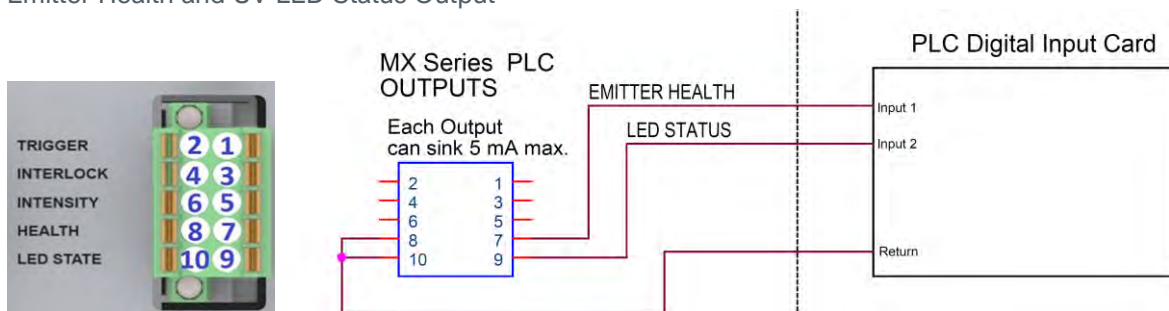 Emitter Health and UV LED Status Output
TRIGGER
INTERLOCK
INTENSITY
HEALTH
LED STATE
2 1
4 3
6 5
8 7
10 9
MX Series PLC
OUTPUTS
Each Output
can sink 5 mA max.
2 1
4 3
6 5
8 7
10 9
EMITTER HEALTH
LED STATUS
PLC Digital Input Card
Input 1
Input 2
Return